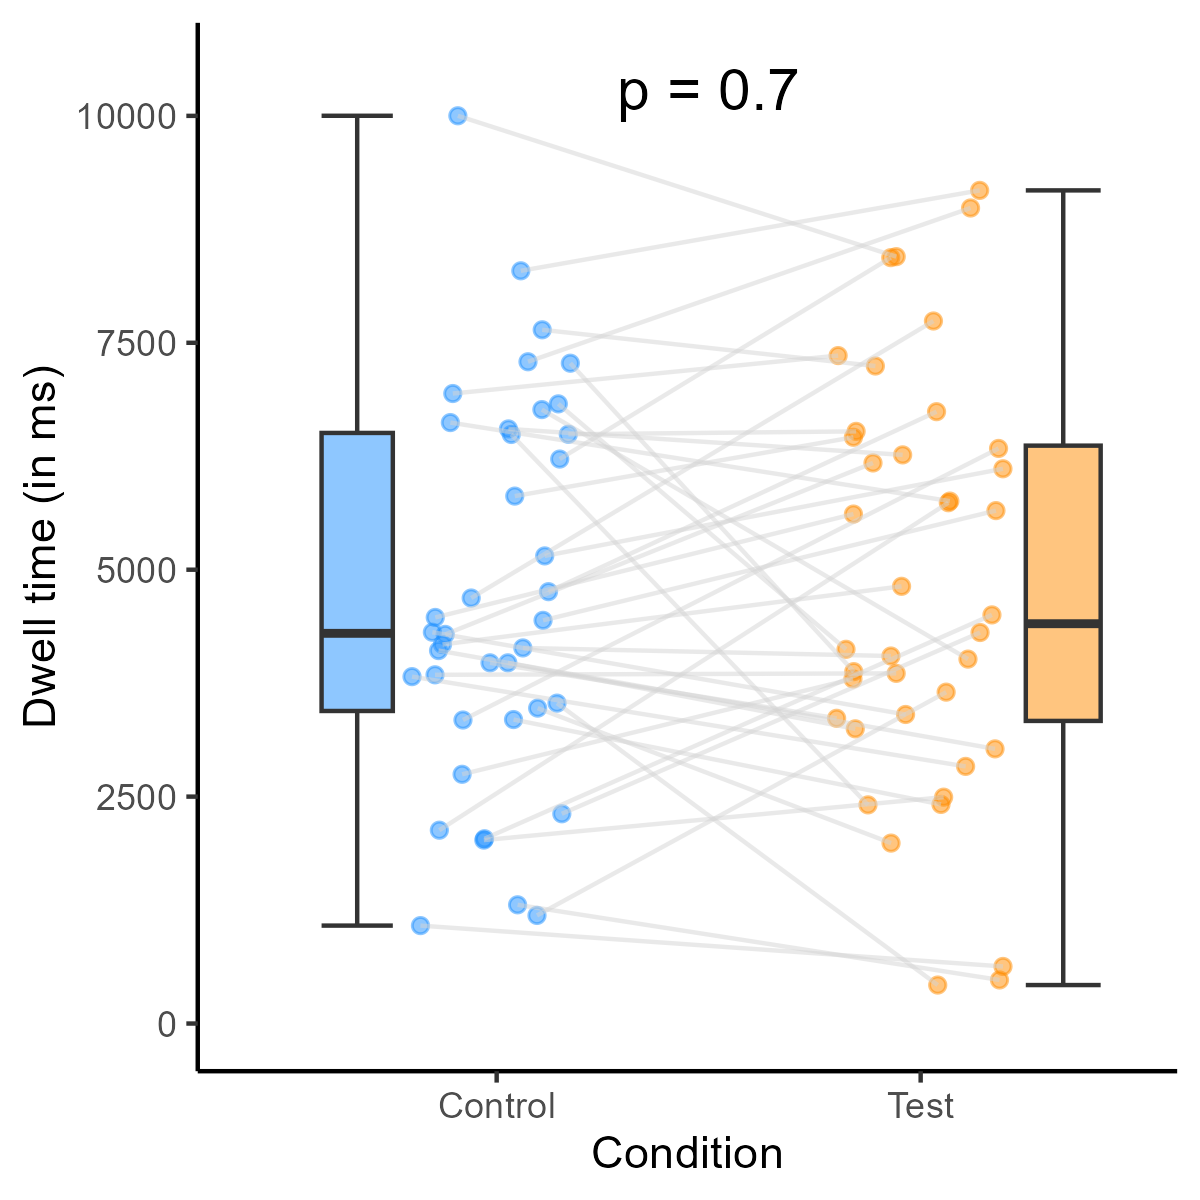 p = 0.7
10000
7500
5000
2500
0
Dwell time (in ms)
Control
Test
Condition